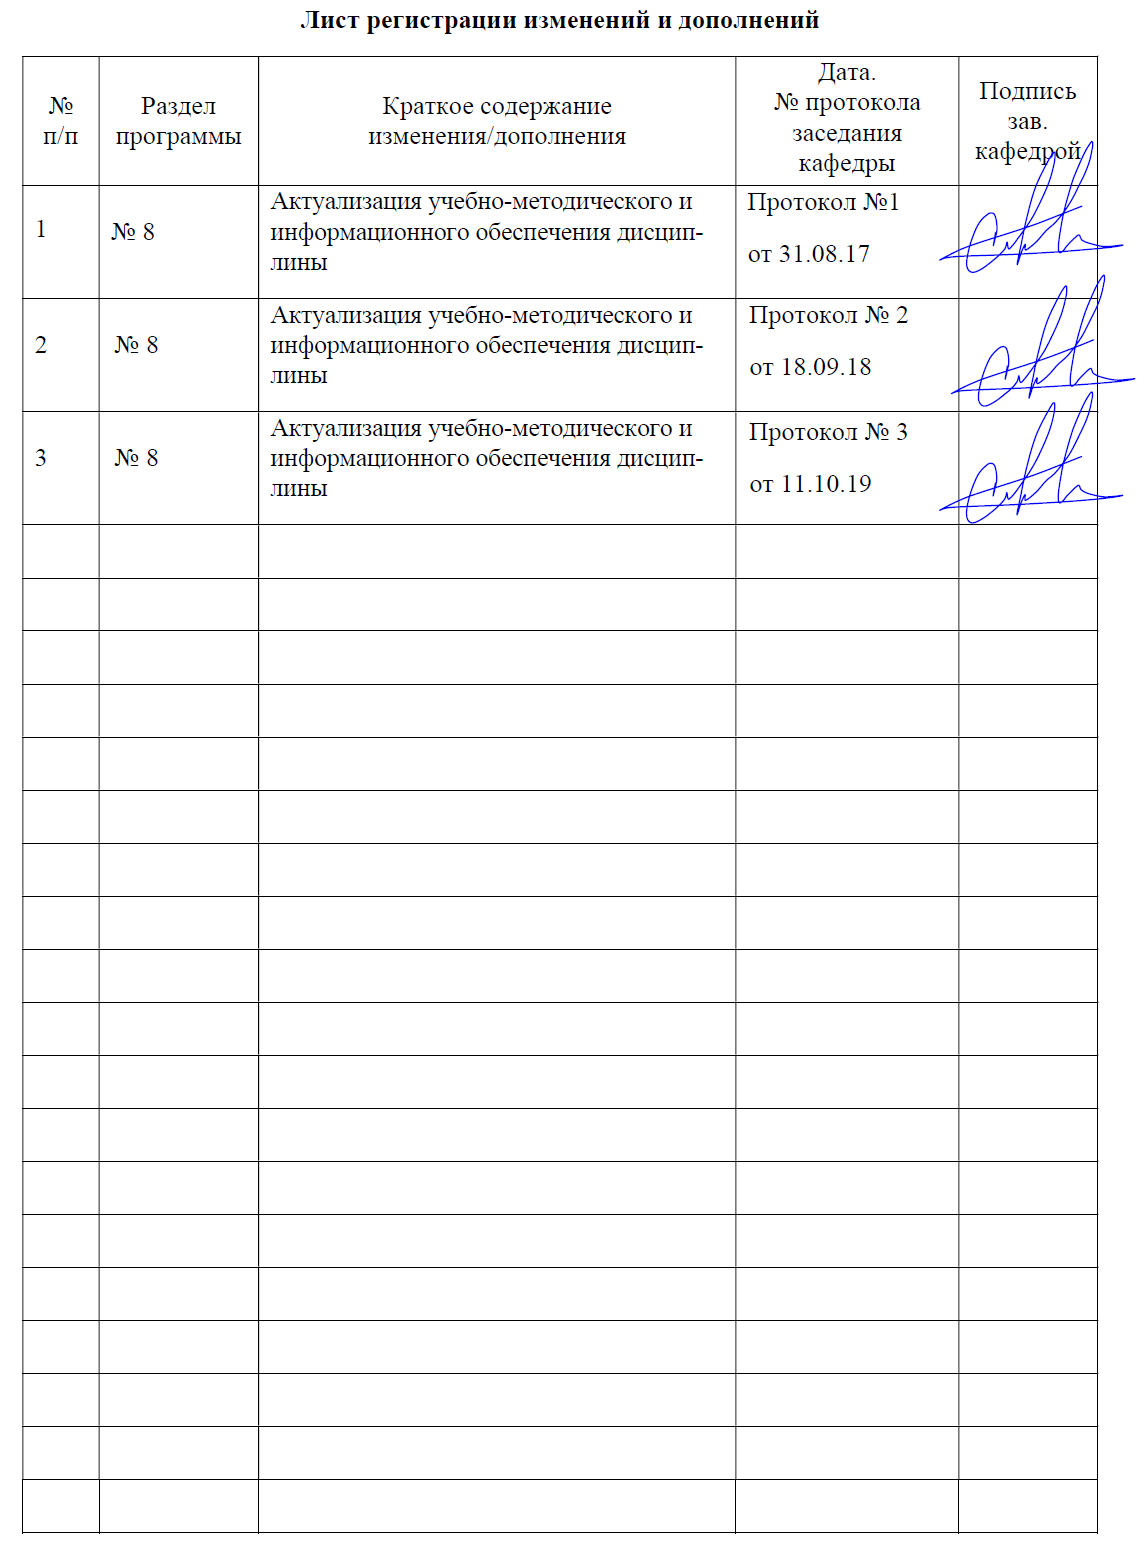 Лист регистрации изменений и дополнений
№
п/п
Раздел
программы
Краткое содержание
изменения/дополнения
Дата.
№ протокола
заседания
кафедры
Подпись
зав.
кафедрой
1
№ 8
Актуализация учебно-методического и
информационного обеспечения дисцип-
лины
Протокол №1
от 31.08.17
2
№ 8
Актуализация учебно-методического и
информационного обеспечения дисцип-
лины
Протокол № 2
от 18.09.18
3
№ 8
Актуализация учебно-методического и
информационного обеспечения дисцип-
лины
Протокол № 3
от 11.10.19